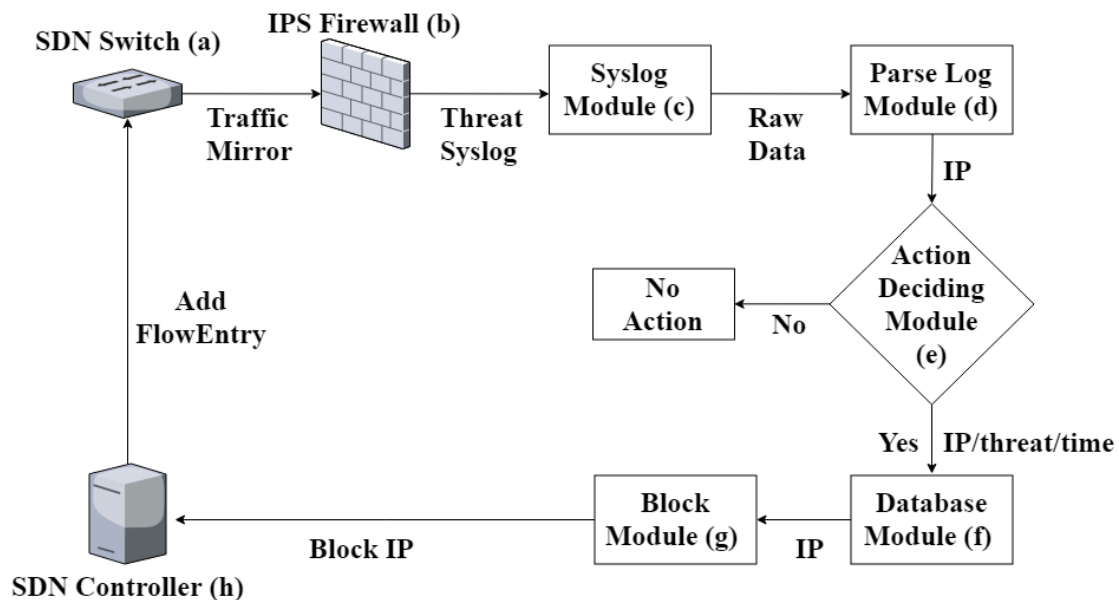 IPS Firewall (b)
SDN Switch (a)
Traffic
Mirror
Threat
Syslog
Syslog
Module (c)
Raw
Data
Parse Log
Module (d)
IP
Action
Deciding
Module
(e)
No
No
Action
Yes
IP/threat/time
Database
Module (f)
IP
Block
Module (g)
Block IP
SDN Controller (h)
Add
FlowEntry